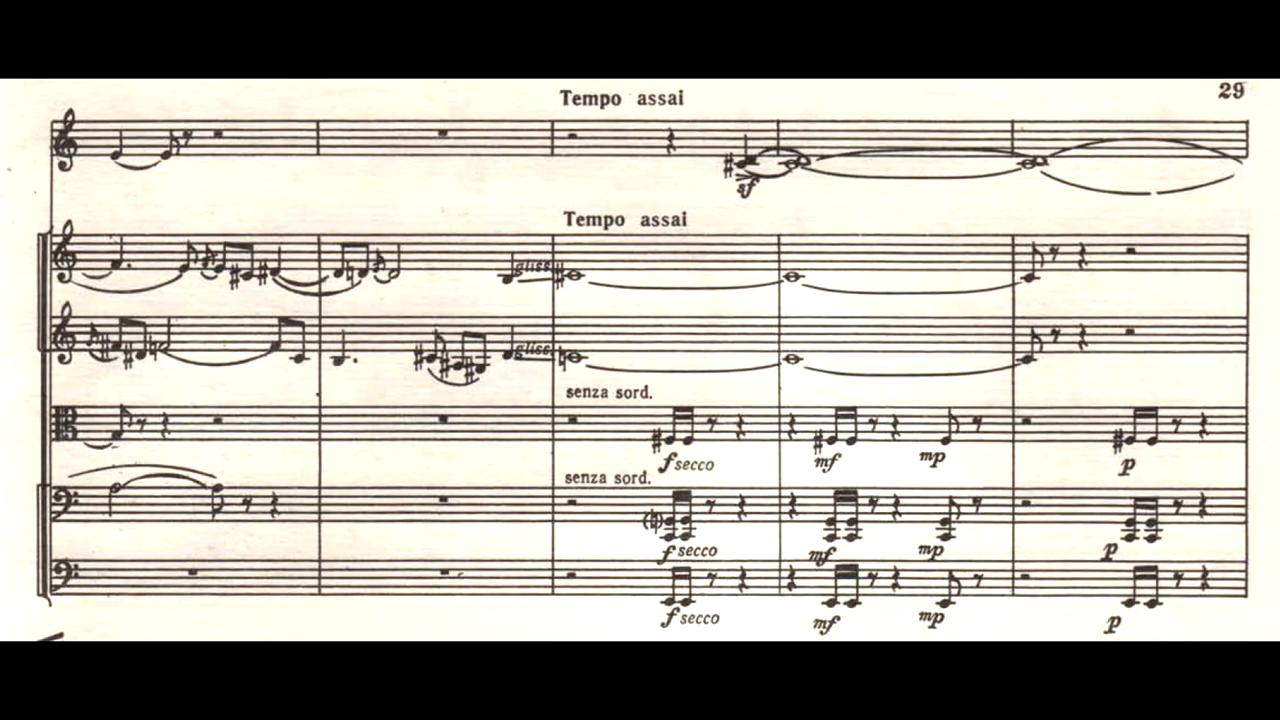 29
Tempo assai
sf
Tempo assai
gliss.
gliss.
senza sord.
f secco mf mp p
senza sord.
f secco mf mp p
f secco mf mp p